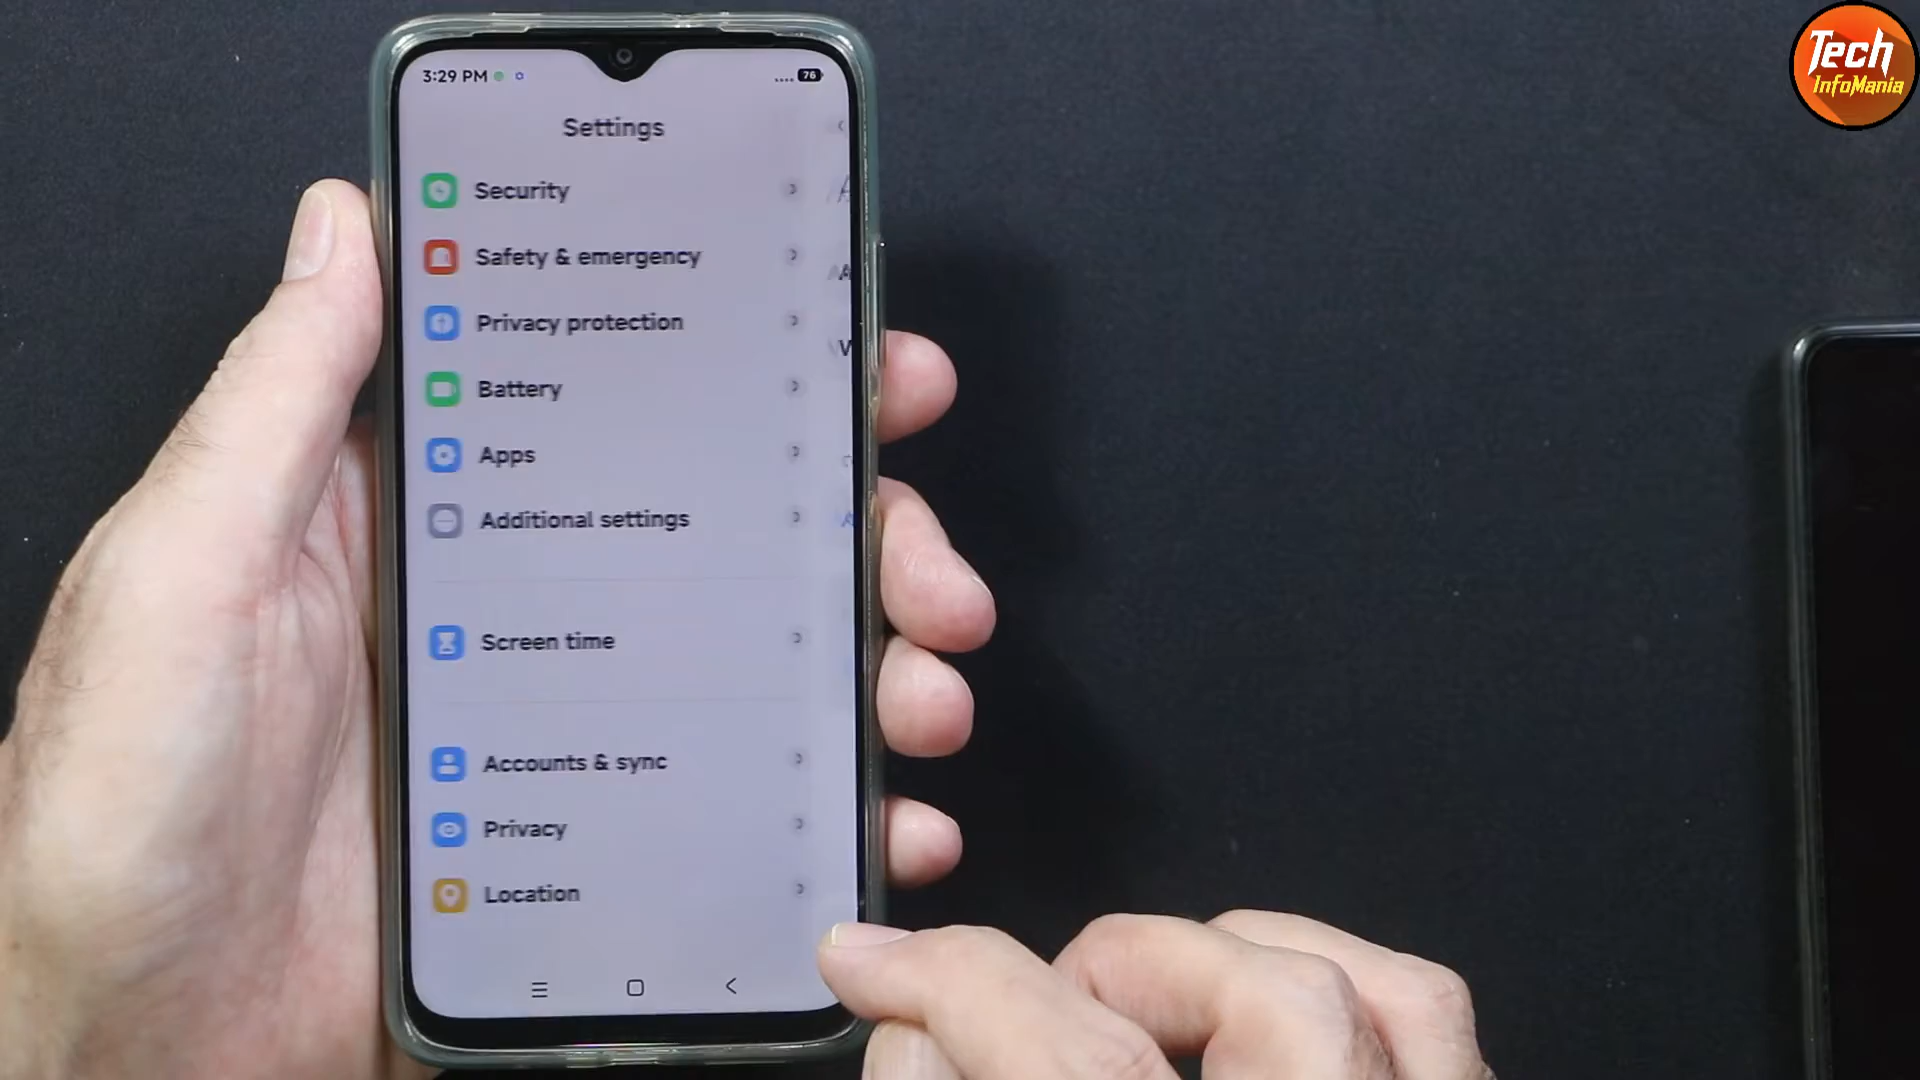 Tech
InfoMania
3:29 PM
76
Settings
Security
Safety & emergency
Privacy protection
Battery
Apps
Additional settings
Screen time
Accounts & sync
Privacy
Location